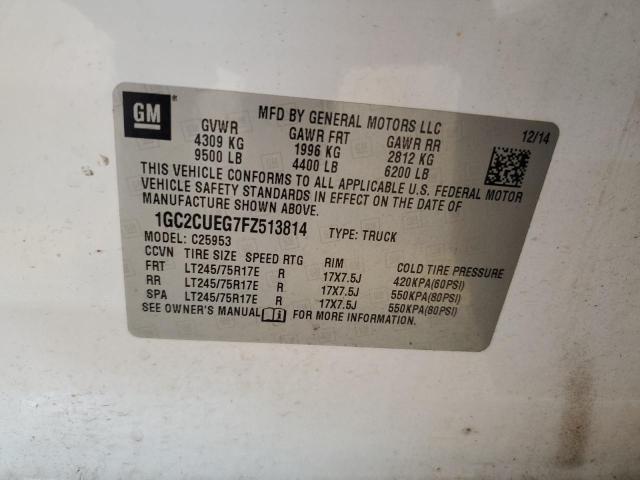 GM
MFD BY GENERAL MOTORS LLC
12/14
GVWR GAWR FRT GAWR RR
4309 KG 1996 KG 2812 KG
9500 LB 4400 LB 6200 LB
THIS VEHICLE CONFORMS TO ALL APPLICABLE U.S. FEDERAL MOTOR
VEHICLE SAFETY STANDARDS IN EFFECT ON THE DATE OF
MANUFACTURE SHOWN ABOVE.
1GC2CUEG7FZ513814 TYPE: TRUCK
MODEL: C25953
CCVN TIRE SIZE SPEED RTG RIM COLD TIRE PRESSURE
FRT LT245/75R17E R 17X7.5J 420KPA(60PSI)
RR LT245/75R17E R 17X7.5J 550KPA(80PSI)
SPA LT245/75R17E R 17X7.5J 550KPA(80PSI)
SEE OWNER'S MANUAL FOR MORE INFORMATION.